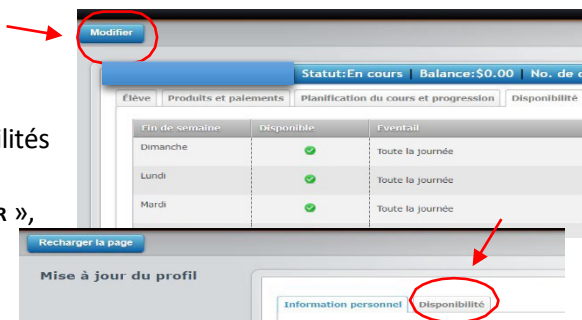 Modifier
Statut:En cours | Balance:$0.00 | No. de
Élève Produits et paiements Planification du cours et progression Disponibilité
Fin de semaine Disponible Éventail
Dimanche Toute la journée
Lundi Toute la journée
Mardi Toute la journée
ilités
R »,
Recharger la page
Mise à jour du profil
Information personnel Disponibilité